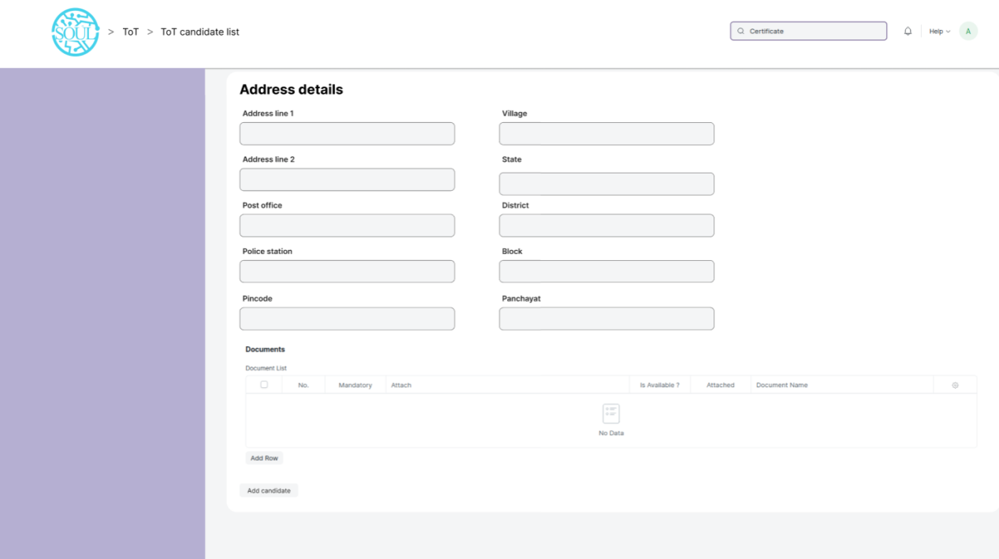 SOUL > ToT > ToT candidate list Certificate Help A
Address details
Address line 1 Village
Address line 2 State
Post office District
Police station Block
Pincode Panchayat
Documents
Document List
No. Mandatory Attach Is Available ? Attached Document Name
No Data
Add Row
Add candidate